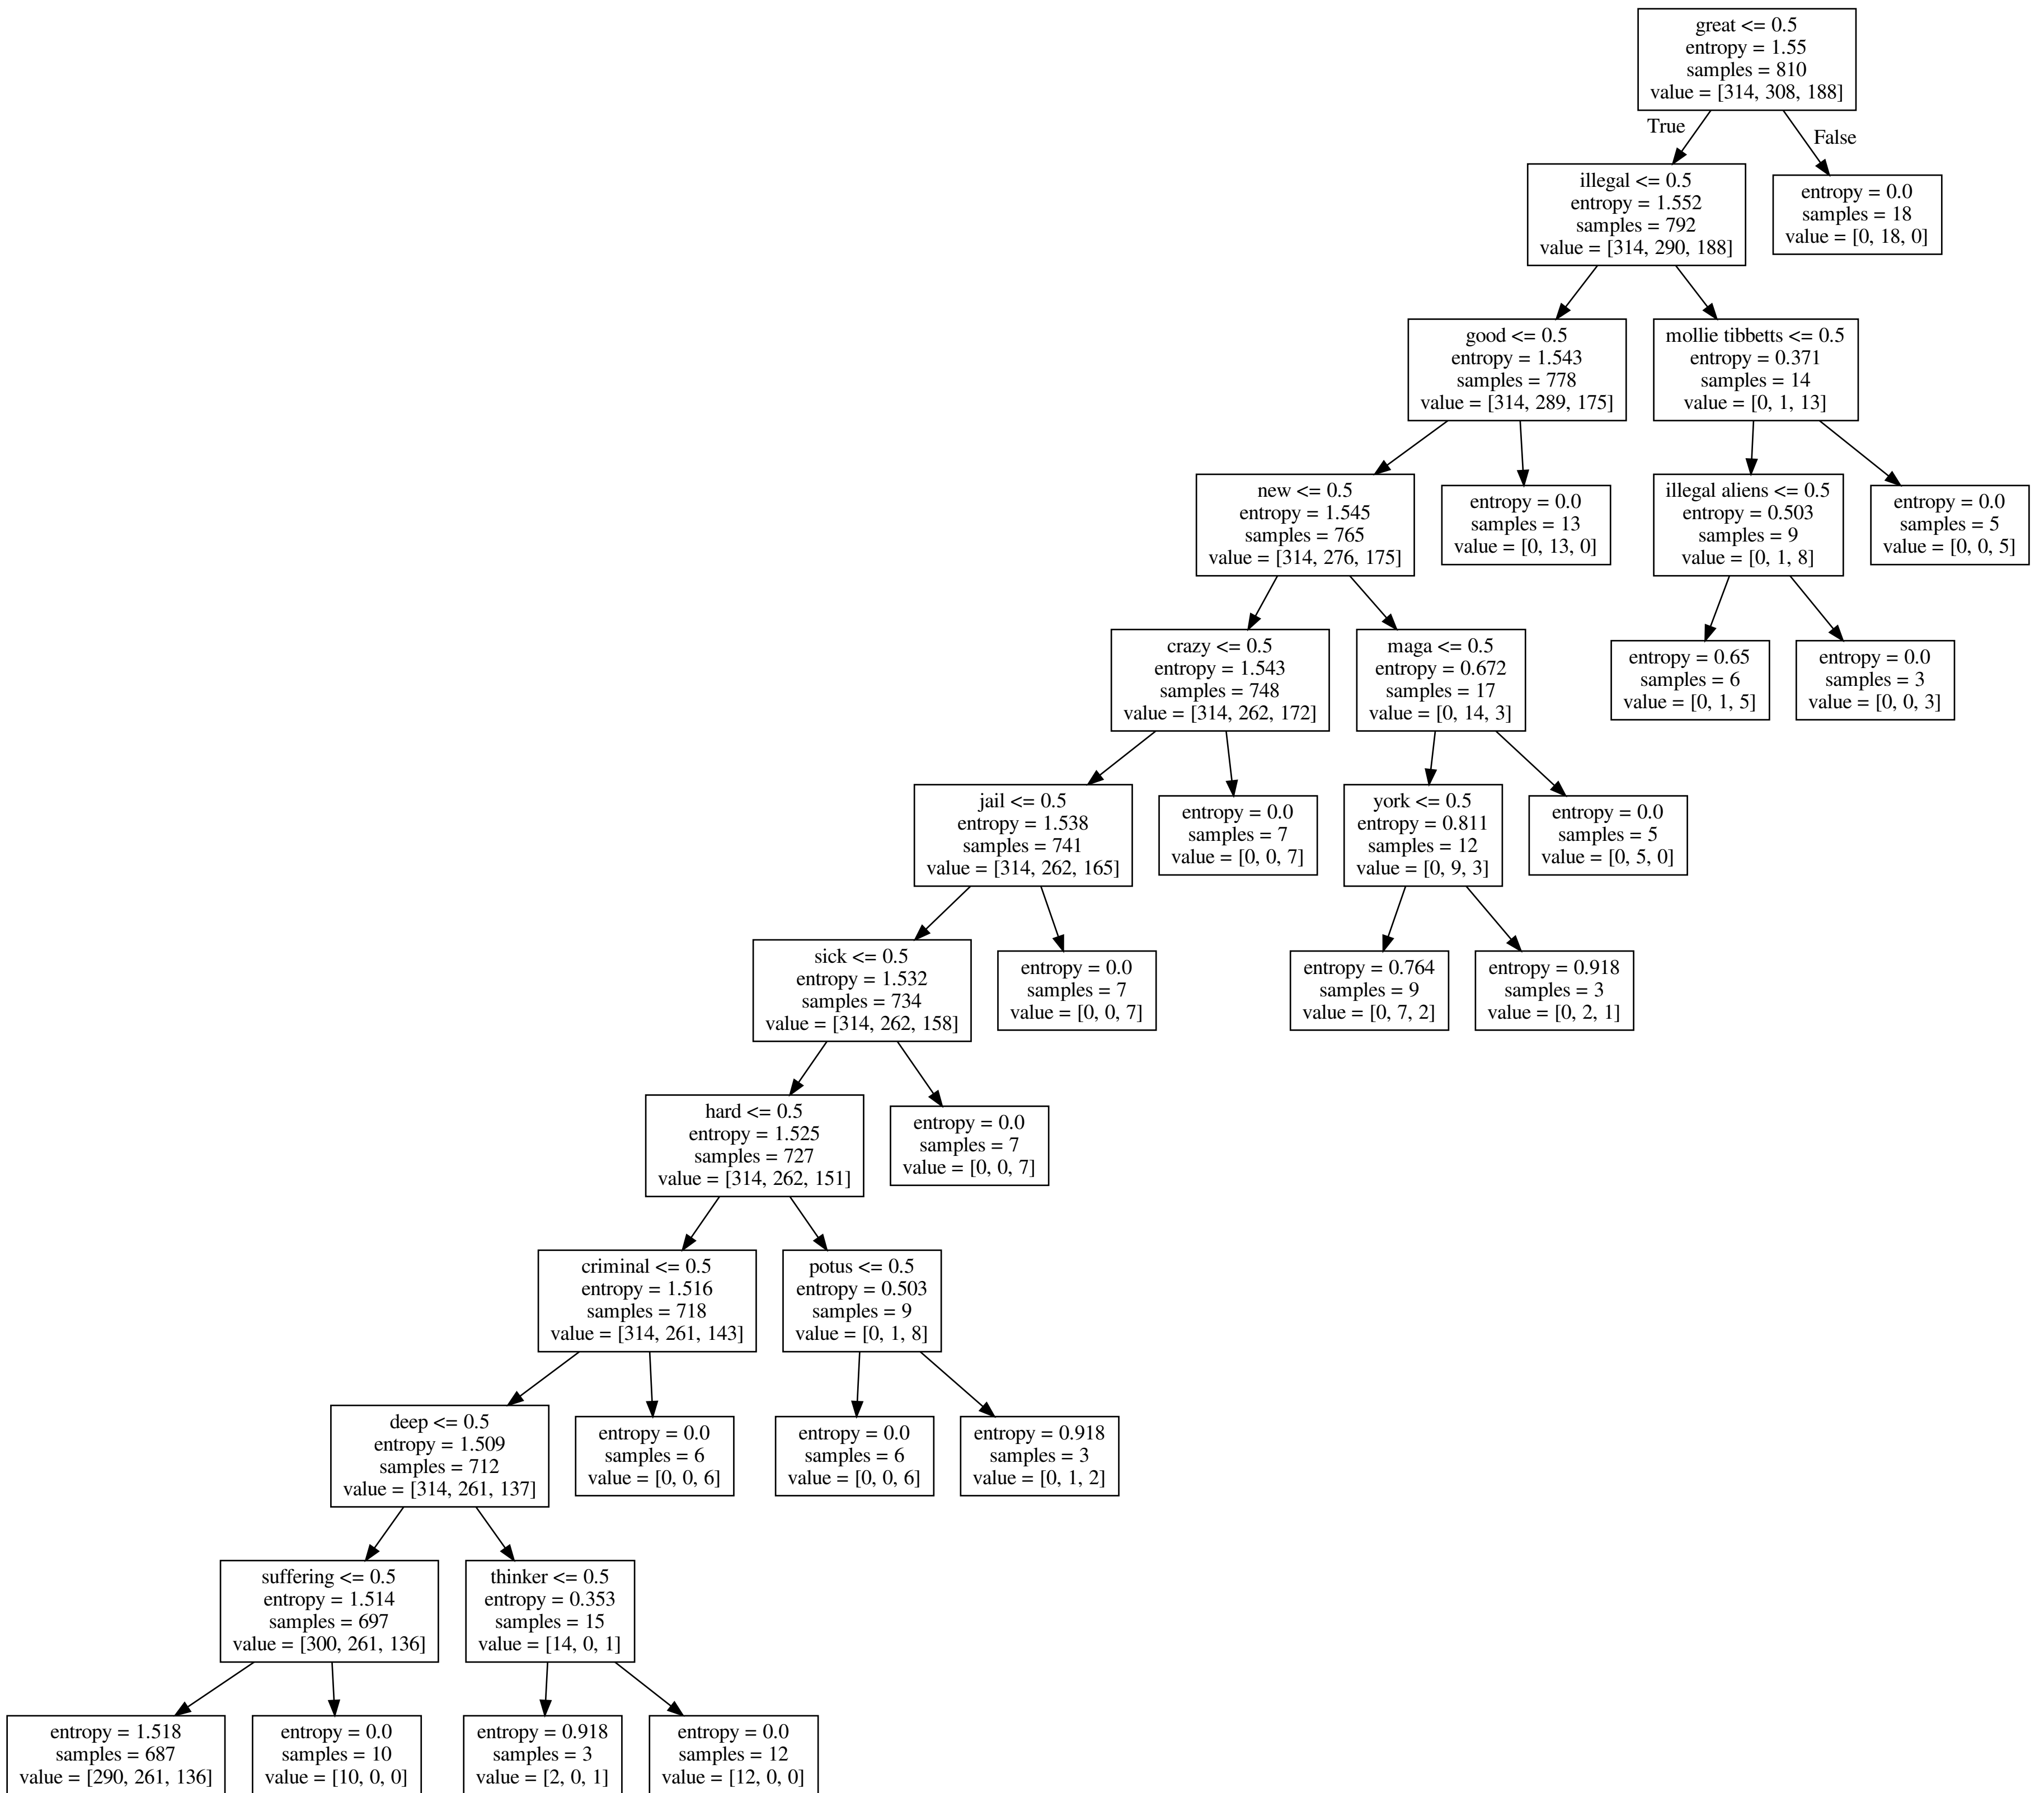 great <= 0.5
entropy = 1.55
samples = 810
value = [314, 308, 188]
True
False
illegal <= 0.5
entropy = 1.552
samples = 792
value = [314, 290, 188]
entropy = 0.0
samples = 18
value = [0, 18, 0]
good <= 0.5
entropy = 1.543
samples = 778
value = [314, 289, 175]
mollie tibbetts <= 0.5
entropy = 0.371
samples = 14
value = [0, 1, 13]
new <= 0.5
entropy = 1.545
samples = 765
value = [314, 276, 175]
entropy = 0.0
samples = 13
value = [0, 13, 0]
illegal aliens <= 0.5
entropy = 0.503
samples = 9
value = [0, 1, 8]
entropy = 0.0
samples = 5
value = [0, 0, 5]
crazy <= 0.5
entropy = 1.543
samples = 748
value = [314, 262, 172]
maga <= 0.5
entropy = 0.672
samples = 17
value = [0, 14, 3]
entropy = 0.65
samples = 6
value = [0, 1, 5]
entropy = 0.0
samples = 3
value = [0, 0, 3]
jail <= 0.5
entropy = 1.538
samples = 741
value = [314, 262, 165]
entropy = 0.0
samples = 7
value = [0, 0, 7]
york <= 0.5
entropy = 0.811
samples = 12
value = [0, 9, 3]
entropy = 0.0
samples = 5
value = [0, 5, 0]
sick <= 0.5
entropy = 1.532
samples = 734
value = [314, 262, 158]
entropy = 0.0
samples = 7
value = [0, 0, 7]
entropy = 0.764
samples = 9
value = [0, 7, 2]
entropy = 0.918
samples = 3
value = [0, 2, 1]
hard <= 0.5
entropy = 1.525
samples = 727
value = [314, 262, 151]
entropy = 0.0
samples = 7
value = [0, 0, 7]
criminal <= 0.5
entropy = 1.516
samples = 718
value = [314, 261, 143]
potus <= 0.5
entropy = 0.503
samples = 9
value = [0, 1, 8]
deep <= 0.5
entropy = 1.509
samples = 712
value = [314, 261, 137]
entropy = 0.0
samples = 6
value = [0, 0, 6]
entropy = 0.0
samples = 6
value = [0, 0, 6]
entropy = 0.918
samples = 3
value = [0, 1, 2]
suffering <= 0.5
entropy = 1.514
samples = 697
value = [300, 261, 136]
thinker <= 0.5
entropy = 0.353
samples = 15
value = [14, 0, 1]
entropy = 1.518
samples = 687
value = [290, 261, 136]
entropy = 0.0
samples = 10
value = [10, 0, 0]
entropy = 0.918
samples = 3
value = [2, 0, 1]
entropy = 0.0
samples = 12
value = [12, 0, 0]